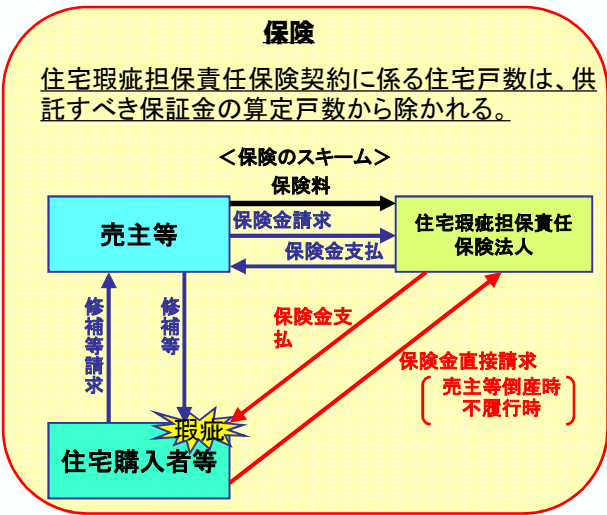 保険
住宅瑕疵担保責任保険契約に係る住宅戸数は、供
託すべき保証金の算定戸数から除かれる。
＜保険のスキーム＞
保険料
売主等
保険金請求
保険金支払
住宅瑕疵担保責任
保険法人
修補等請求
修補等
保険金支
払
保険金直接請求
売主等倒産時
不履行時
瑕疵
住宅購入者等